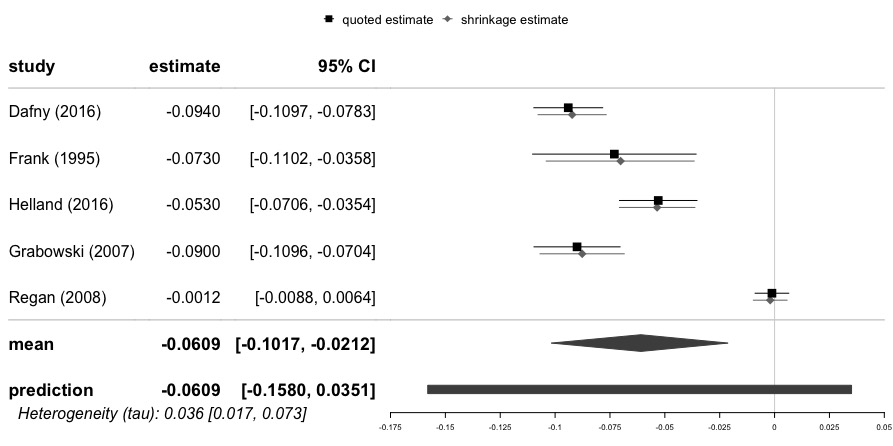 quoted estimate shrinkage estimate
study estimate 95% CI
Dafny (2016) -0.0940 [-0.1097, -0.0783]
Frank (1995) -0.0730 [-0.1102, -0.0358]
Helland (2016) -0.0530 [-0.0706, -0.0354]
Grabowski (2007) -0.0900 [-0.1096, -0.0704]
Regan (2008) -0.0012 [-0.0088, 0.0064]
mean -0.0609 [-0.1017, -0.0212]
prediction -0.0609 [-0.1580, 0.0351]
Heterogeneity (tau): 0.036 [0.017, 0.073]
-0.175 -0.15 -0.125 -0.1 -0.075 -0.05 -0.025 0 0.025 0.05